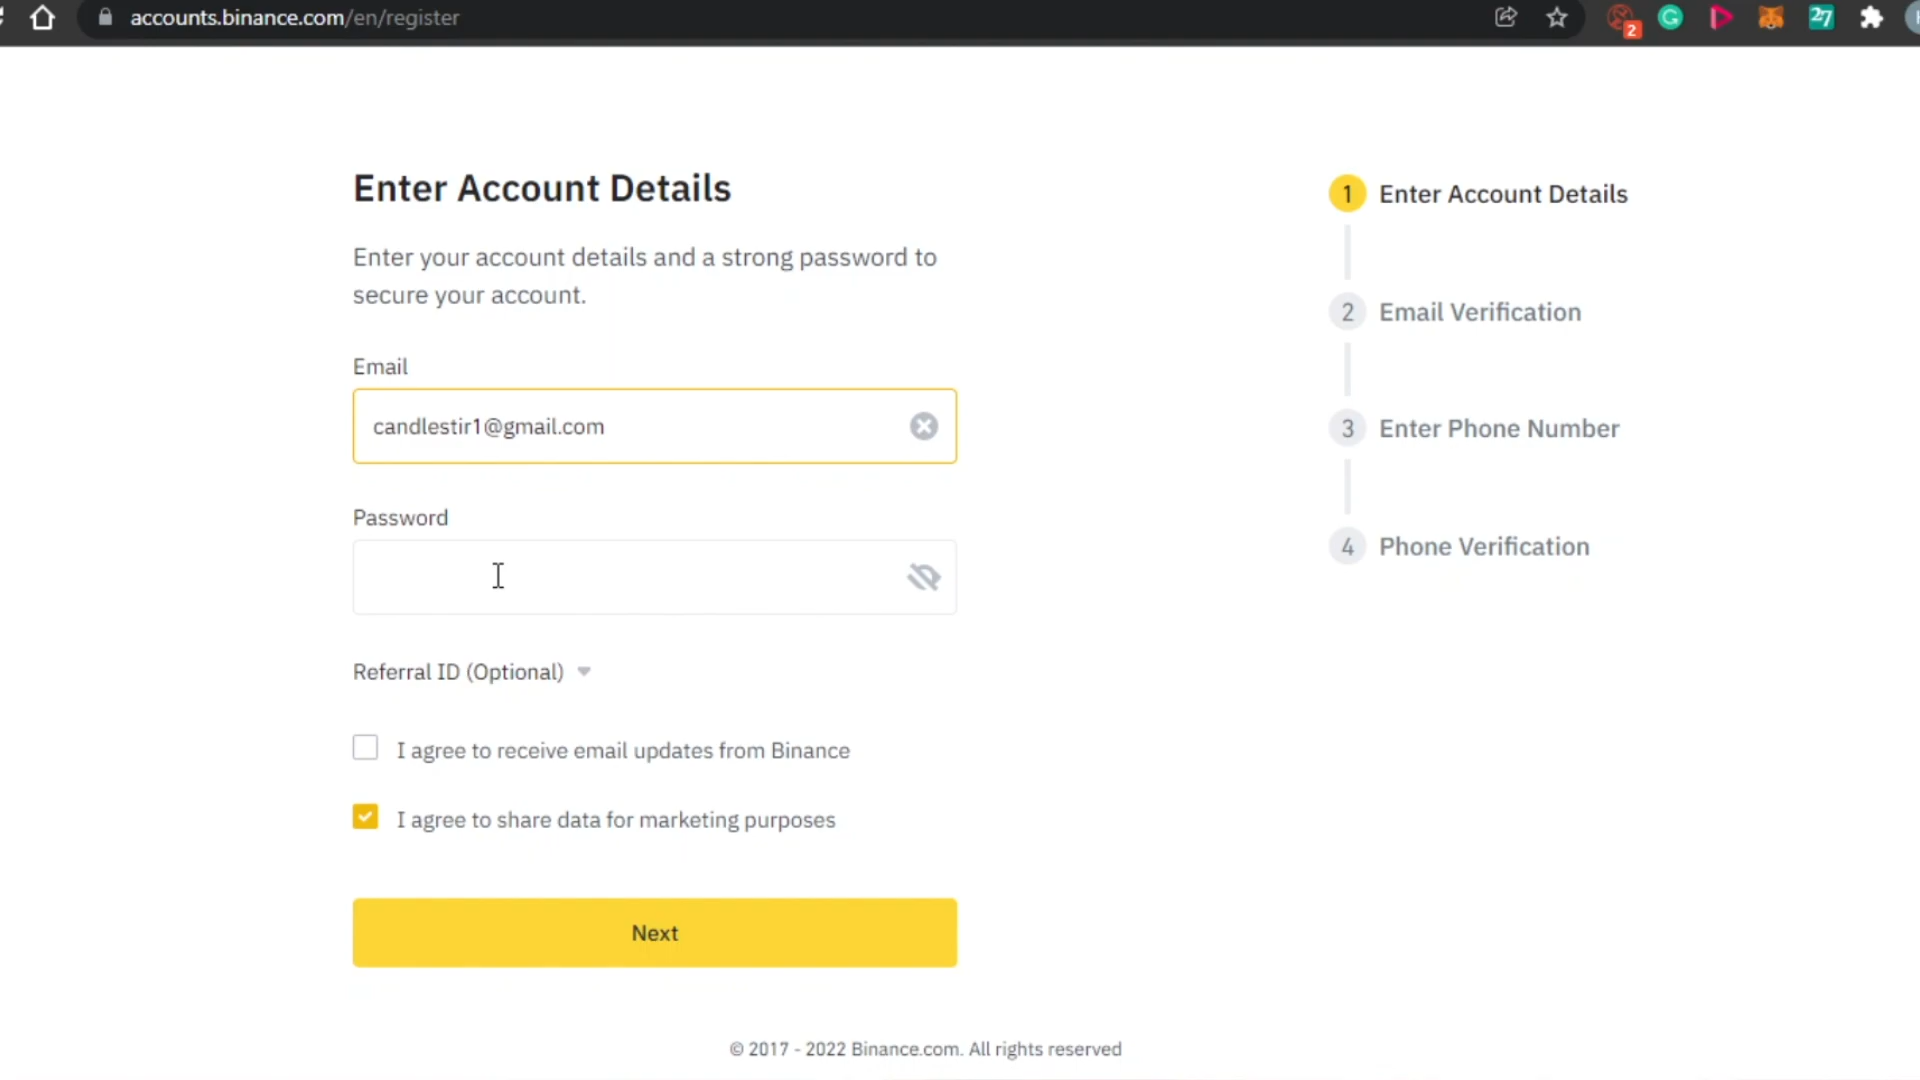 accounts.binance.com/en/register
2
G
27
Enter Account Details
Enter your account details and a strong password to
secure your account.
Email
candlestir1@gmail.com
Password
Referral ID (Optional)
I agree to receive email updates from Binance
I agree to share data for marketing purposes
Next
1 Enter Account Details
2 Email Verification
3 Enter Phone Number
4 Phone Verification
© 2017 - 2022 Binance.com. All rights reserved